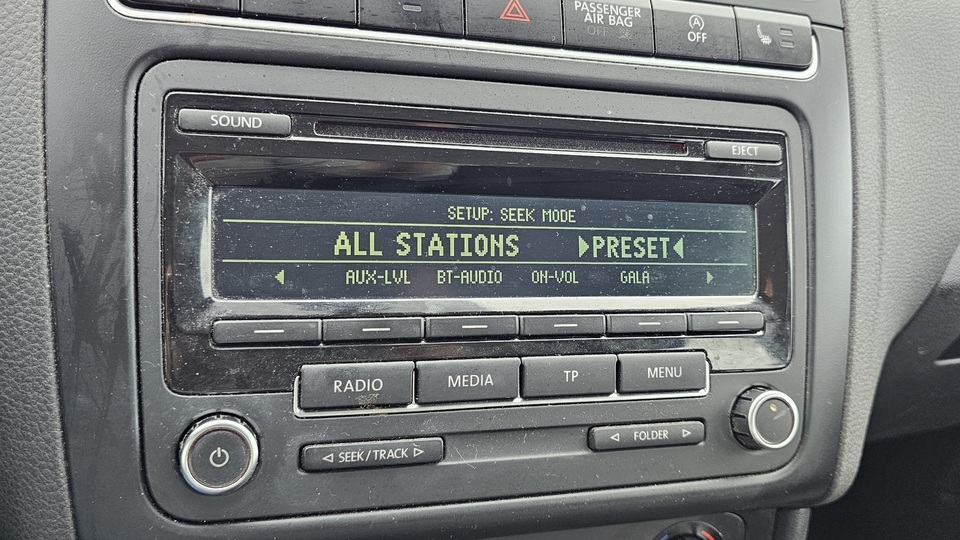 PASSENGER
AIR BAG
OFF
A
OFF
SOUND
EJECT
SETUP: SEEK MODE
ALL STATIONS PRESET
AUX-LVL BT-AUDIO ON-VOL GALA
RADIO MEDIA TP MENU
SEEK / TRACK
FOLDER